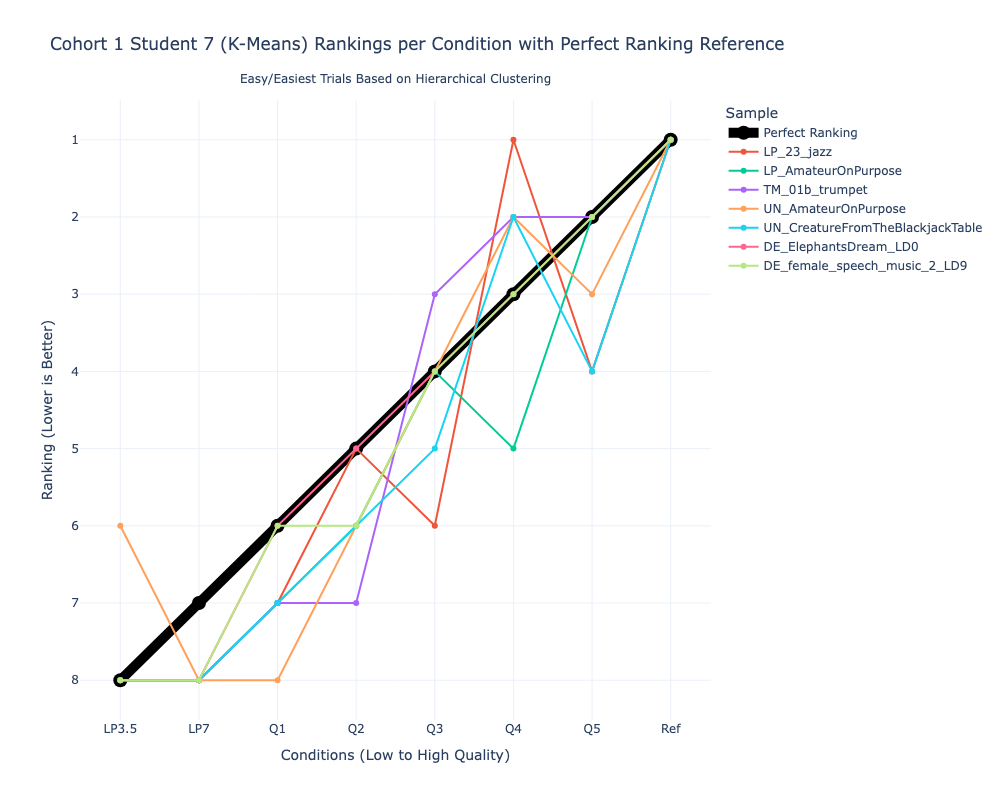 Cohort 1 Student 7 (K-Means) Rankings per Condition with Perfect Ranking Reference
Easy/Easiest Trials Based on Hierarchical Clustering
Sample
Perfect Ranking
LP_23_jazz
LP_AmateurOnPurpose
TM_01b_trumpet
UN_AmateurOnPurpose
UN_CreatureFromTheBlackjackTable
DE_ElephantsDream_LD0
DE_female_speech_music_2_LD9
Ranking (Lower is Better)
1
2
3
4
5
6
7
8
LP3.5 LP7 Q1 Q2 Q3 Q4 Q5 Ref
Conditions (Low to High Quality)